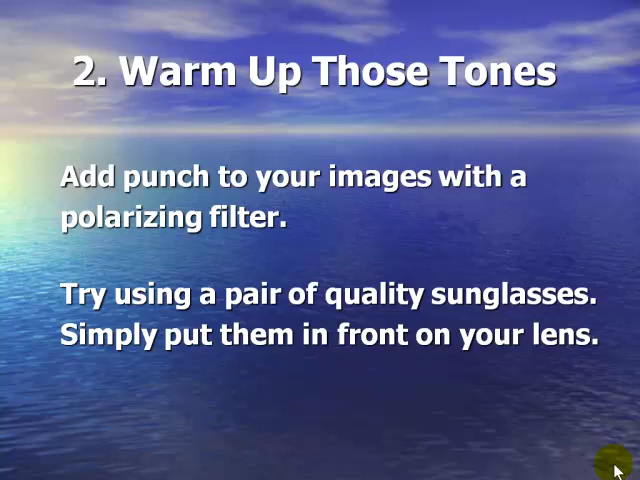 2. Warm Up Those Tones
Add punch to your images with a
polarizing filter.
Try using a pair of quality sunglasses.
Simply put them in front on your lens.